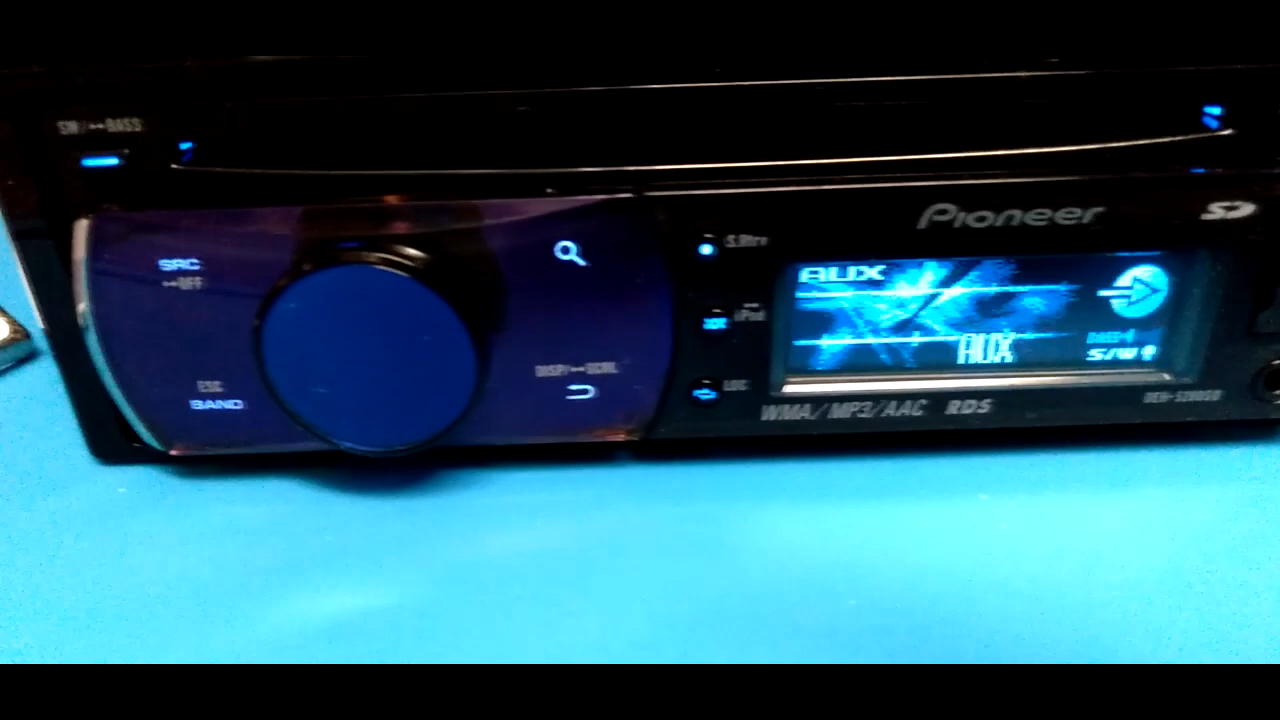 SW/ BASS
Pioneer
SD
SRC
OFF
S.Rtrv
AUX
iPod
AUX
S/W
ESC
BAND
DISP/ SCRL
LOC
WMA/MP3/AAC RDS